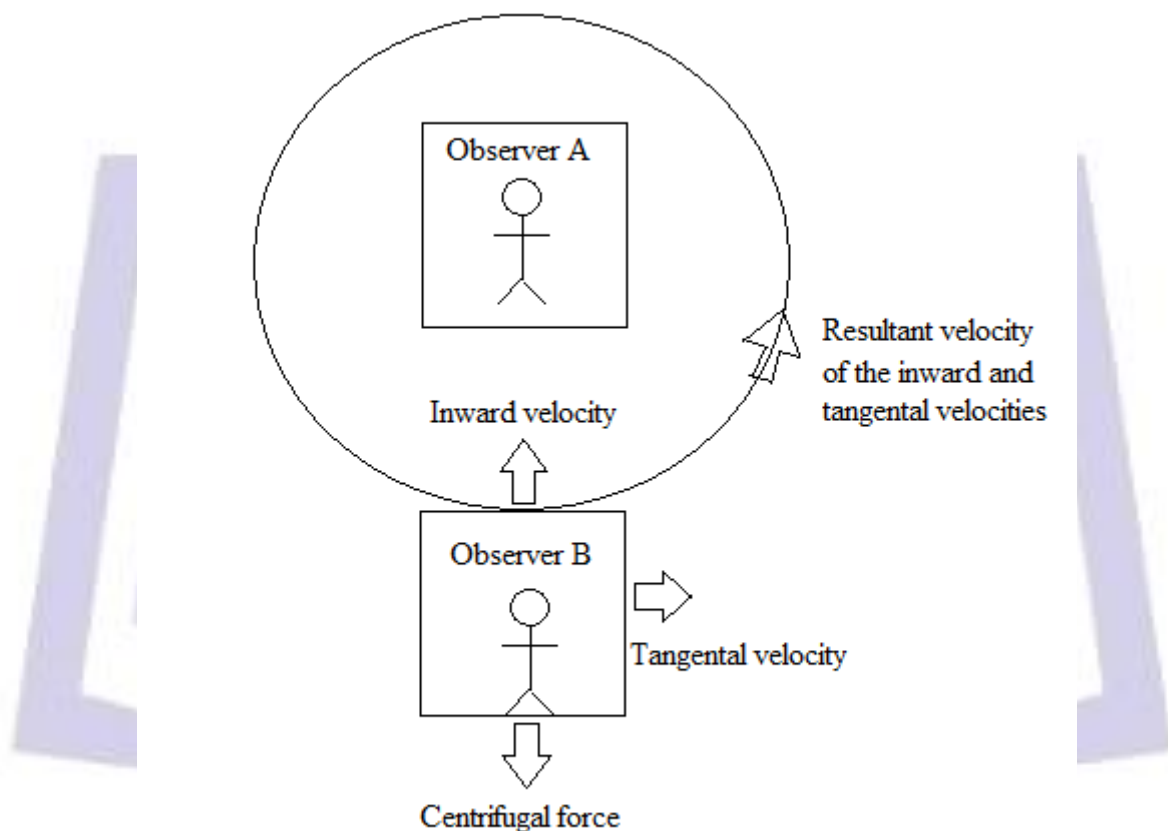 Observer A
Resultant velocity
of the inward and
tangental velocities
Inward velocity
Observer B
Tangental velocity
Centrifugal force